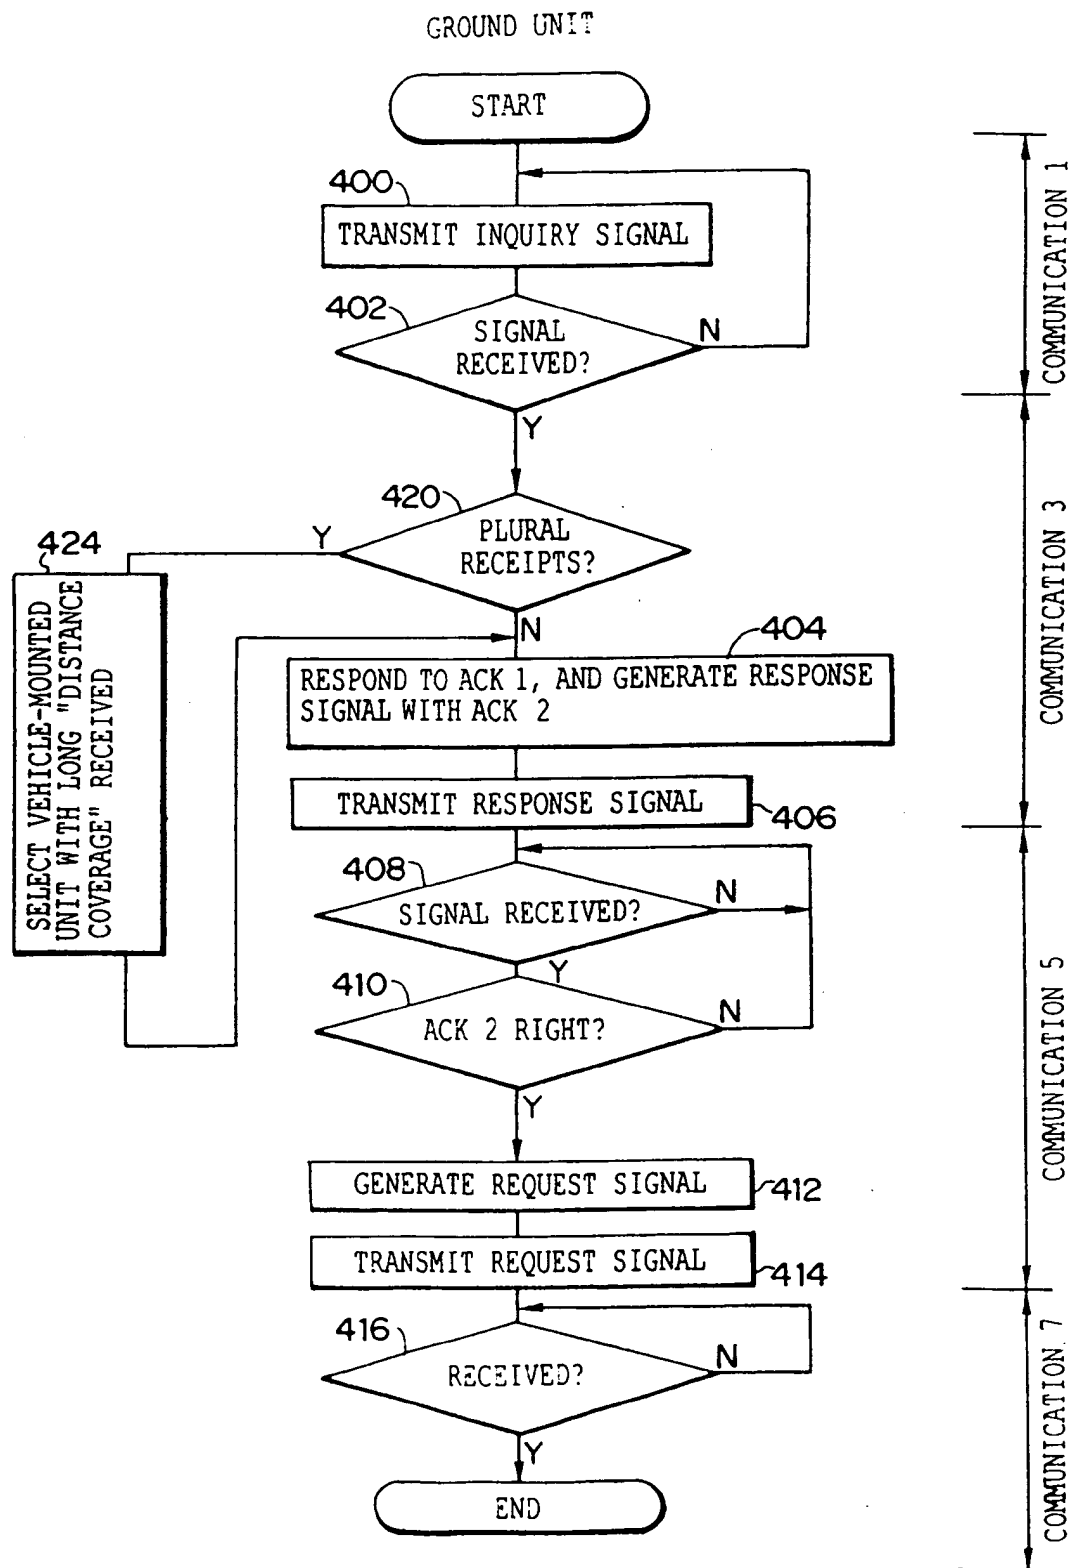 GROUND UNIT
START
400
TRANSMIT INQUIRY SIGNAL
402
SIGNAL
RECEIVED?
N
Y
COMMUNICATION 1
420
PLURAL
RECEIPTS?
Y
N
424
SELECT VEHICLE-MOUNTED
UNIT WITH LONG "DISTANCE
COVERAGE" RECEIVED
404
RESPOND TO ACK 1, AND GENERATE RESPONSE
SIGNAL WITH ACK 2
TRANSMIT RESPONSE SIGNAL
406
COMMUNICATION 3
408
SIGNAL RECEIVED?
N
Y
410
ACK 2 RIGHT?
N
Y
GENERATE REQUEST SIGNAL
412
TRANSMIT REQUEST SIGNAL
414
COMMUNICATION 5
416
RECEIVED?
N
Y
END
COMMUNICATION 7